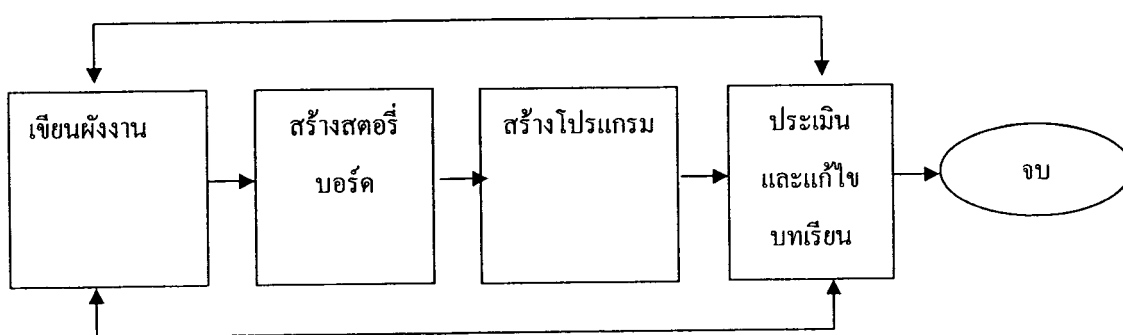 เขียนผังงาน
สร้างสตอรี่
บอร์ด
สร้างโปรแกรม
ประเมิน
และแก้ไข
บทเรียน
จบ